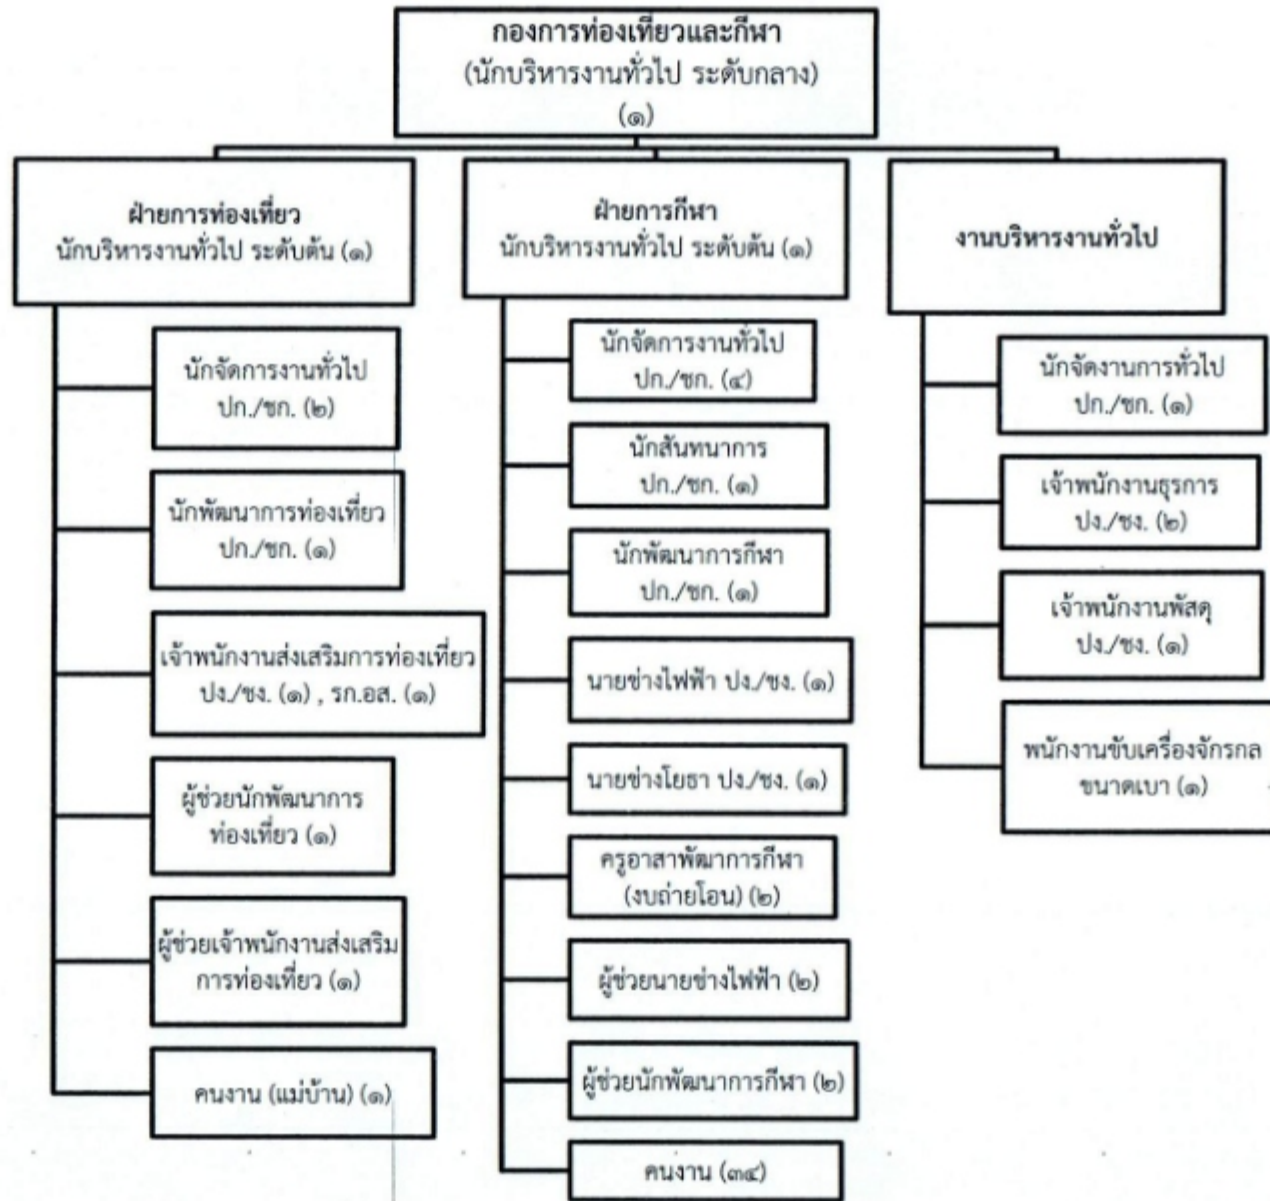 กองการท่องเที่ยวและกีฬา
(นักบริหารงานทั่วไป ระดับกลาง)
(๑)
ฝ่ายการท่องเที่ยว
นักบริหารงานทั่วไป ระดับต้น (๑)
นักจัดการงานทั่วไป
ปก./ชก. (๒)
นักพัฒนาการท่องเที่ยว
ปก./ชก. (๑)
เจ้าพนักงานส่งเสริมการท่องเที่ยว
ปง./ชง. (๑) , รก.อส. (๑)
ผู้ช่วยนักพัฒนาการ
ท่องเที่ยว (๑)
ผู้ช่วยเจ้าพนักงานส่งเสริม
การท่องเที่ยว (๑)
คนงาน (แม่บ้าน) (๑)
ฝ่ายการกีฬา
นักบริหารงานทั่วไป ระดับต้น (๑)
นักจัดการงานทั่วไป
ปก./ชก. (๔)
นักสันทนาการ
ปก./ชก. (๑)
นักพัฒนาการกีฬา
ปก./ชก. (๑)
นายช่างไฟฟ้า ปง./ชง. (๑)
นายช่างโยธา ปง./ชง. (๑)
ครูอาสาพัฒาการกีฬา
(งบถ่ายโอน) (๒)
ผู้ช่วยนายช่างไฟฟ้า (๒)
ผู้ช่วยนักพัฒนาการกีฬา (๒)
คนงาน (๓๔)
งานบริหารงานทั่วไป
นักจัดงานการทั่วไป
ปก./ชก. (๑)
เจ้าพนักงานธุรการ
ปง./ชง. (๒)
เจ้าพนักงานพัสดุ
ปง./ชง. (๑)
พนักงานขับเครื่องจักรกล
ขนาดเบา (๑)